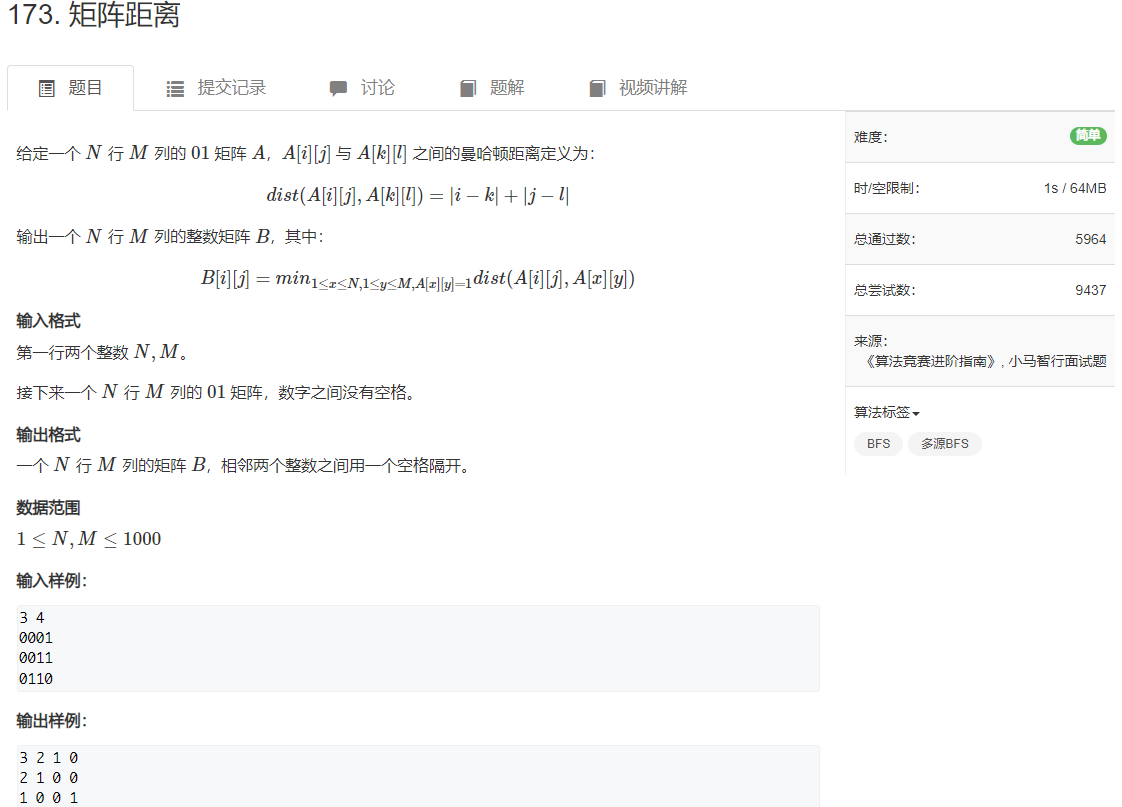 173. 矩阵距离
题目 提交记录 讨论 题解 视频讲解
给定一个 N 行 M 列的 01 矩阵 A，A[i][j] 与 A[k][l] 之间的曼哈顿距离定义为：
dist(A[i][j], A[k][l]) = |i − k| + |j − l|
输出一个 N 行 M 列的整数矩阵 B，其中：
B[i][j] = min_{1≤x≤N,1≤y≤M,A[x][y]=1} dist(A[i][j], A[x][y])
输入格式
第一行两个整数 N, M。
接下来一个 N 行 M 列的 01 矩阵，数字之间没有空格。
输出格式
一个 N 行 M 列的矩阵 B，相邻两个整数之间用一个空格隔开。
数据范围
1 ≤ N, M ≤ 1000
输入样例：
3 4
0001
0011
0110
输出样例：
3 2 1 0
2 1 0 0
1 0 0 1
难度： 简单
时/空限制： 1s / 64MB
总通过数： 5964
总尝试数： 9437
来源：
《算法竞赛进阶指南》, 小马智行面试题
算法标签
BFS 多源BFS